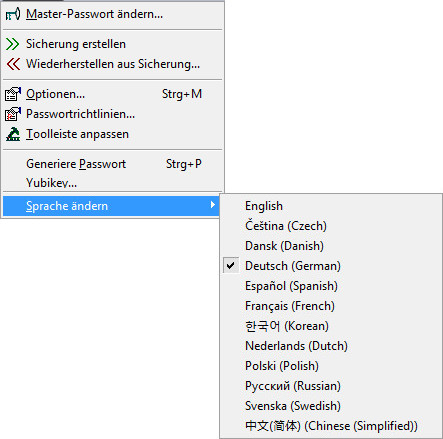 Master-Passwort ändern...
Sicherung erstellen
Wiederherstellen aus Sicherung...
Optionen... Strg+M
Passwortrichtlinien...
Toolleiste anpassen
Generiere Passwort Strg+P
Yubikey...
Sprache ändern
English
Čeština (Czech)
Dansk (Danish)
Deutsch (German)
Español (Spanish)
Français (French)
한국어 (Korean)
Nederlands (Dutch)
Polski (Polish)
Русский (Russian)
Svenska (Swedish)
中文(简体) (Chinese (Simplified))